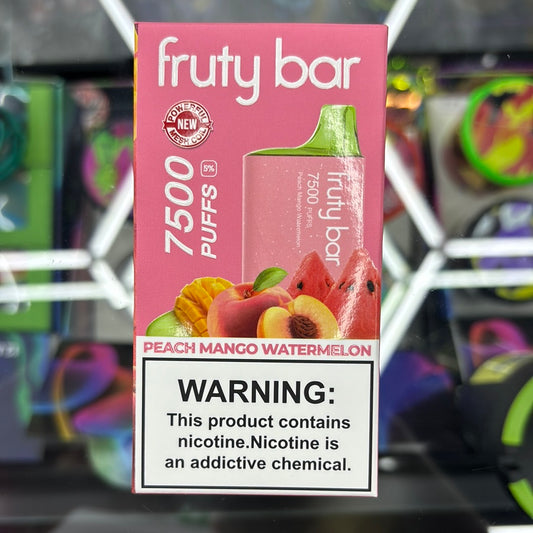 fruty bar
POWERFUL
NEW
MESH COIL
7500
PUFFS
5%
fruty bar
7500 PUFFS
Peach Mango Watermelon
PEACH MANGO WATERMELON
WARNING:
This product contains
nicotine.Nicotine is
an addictive chemical.